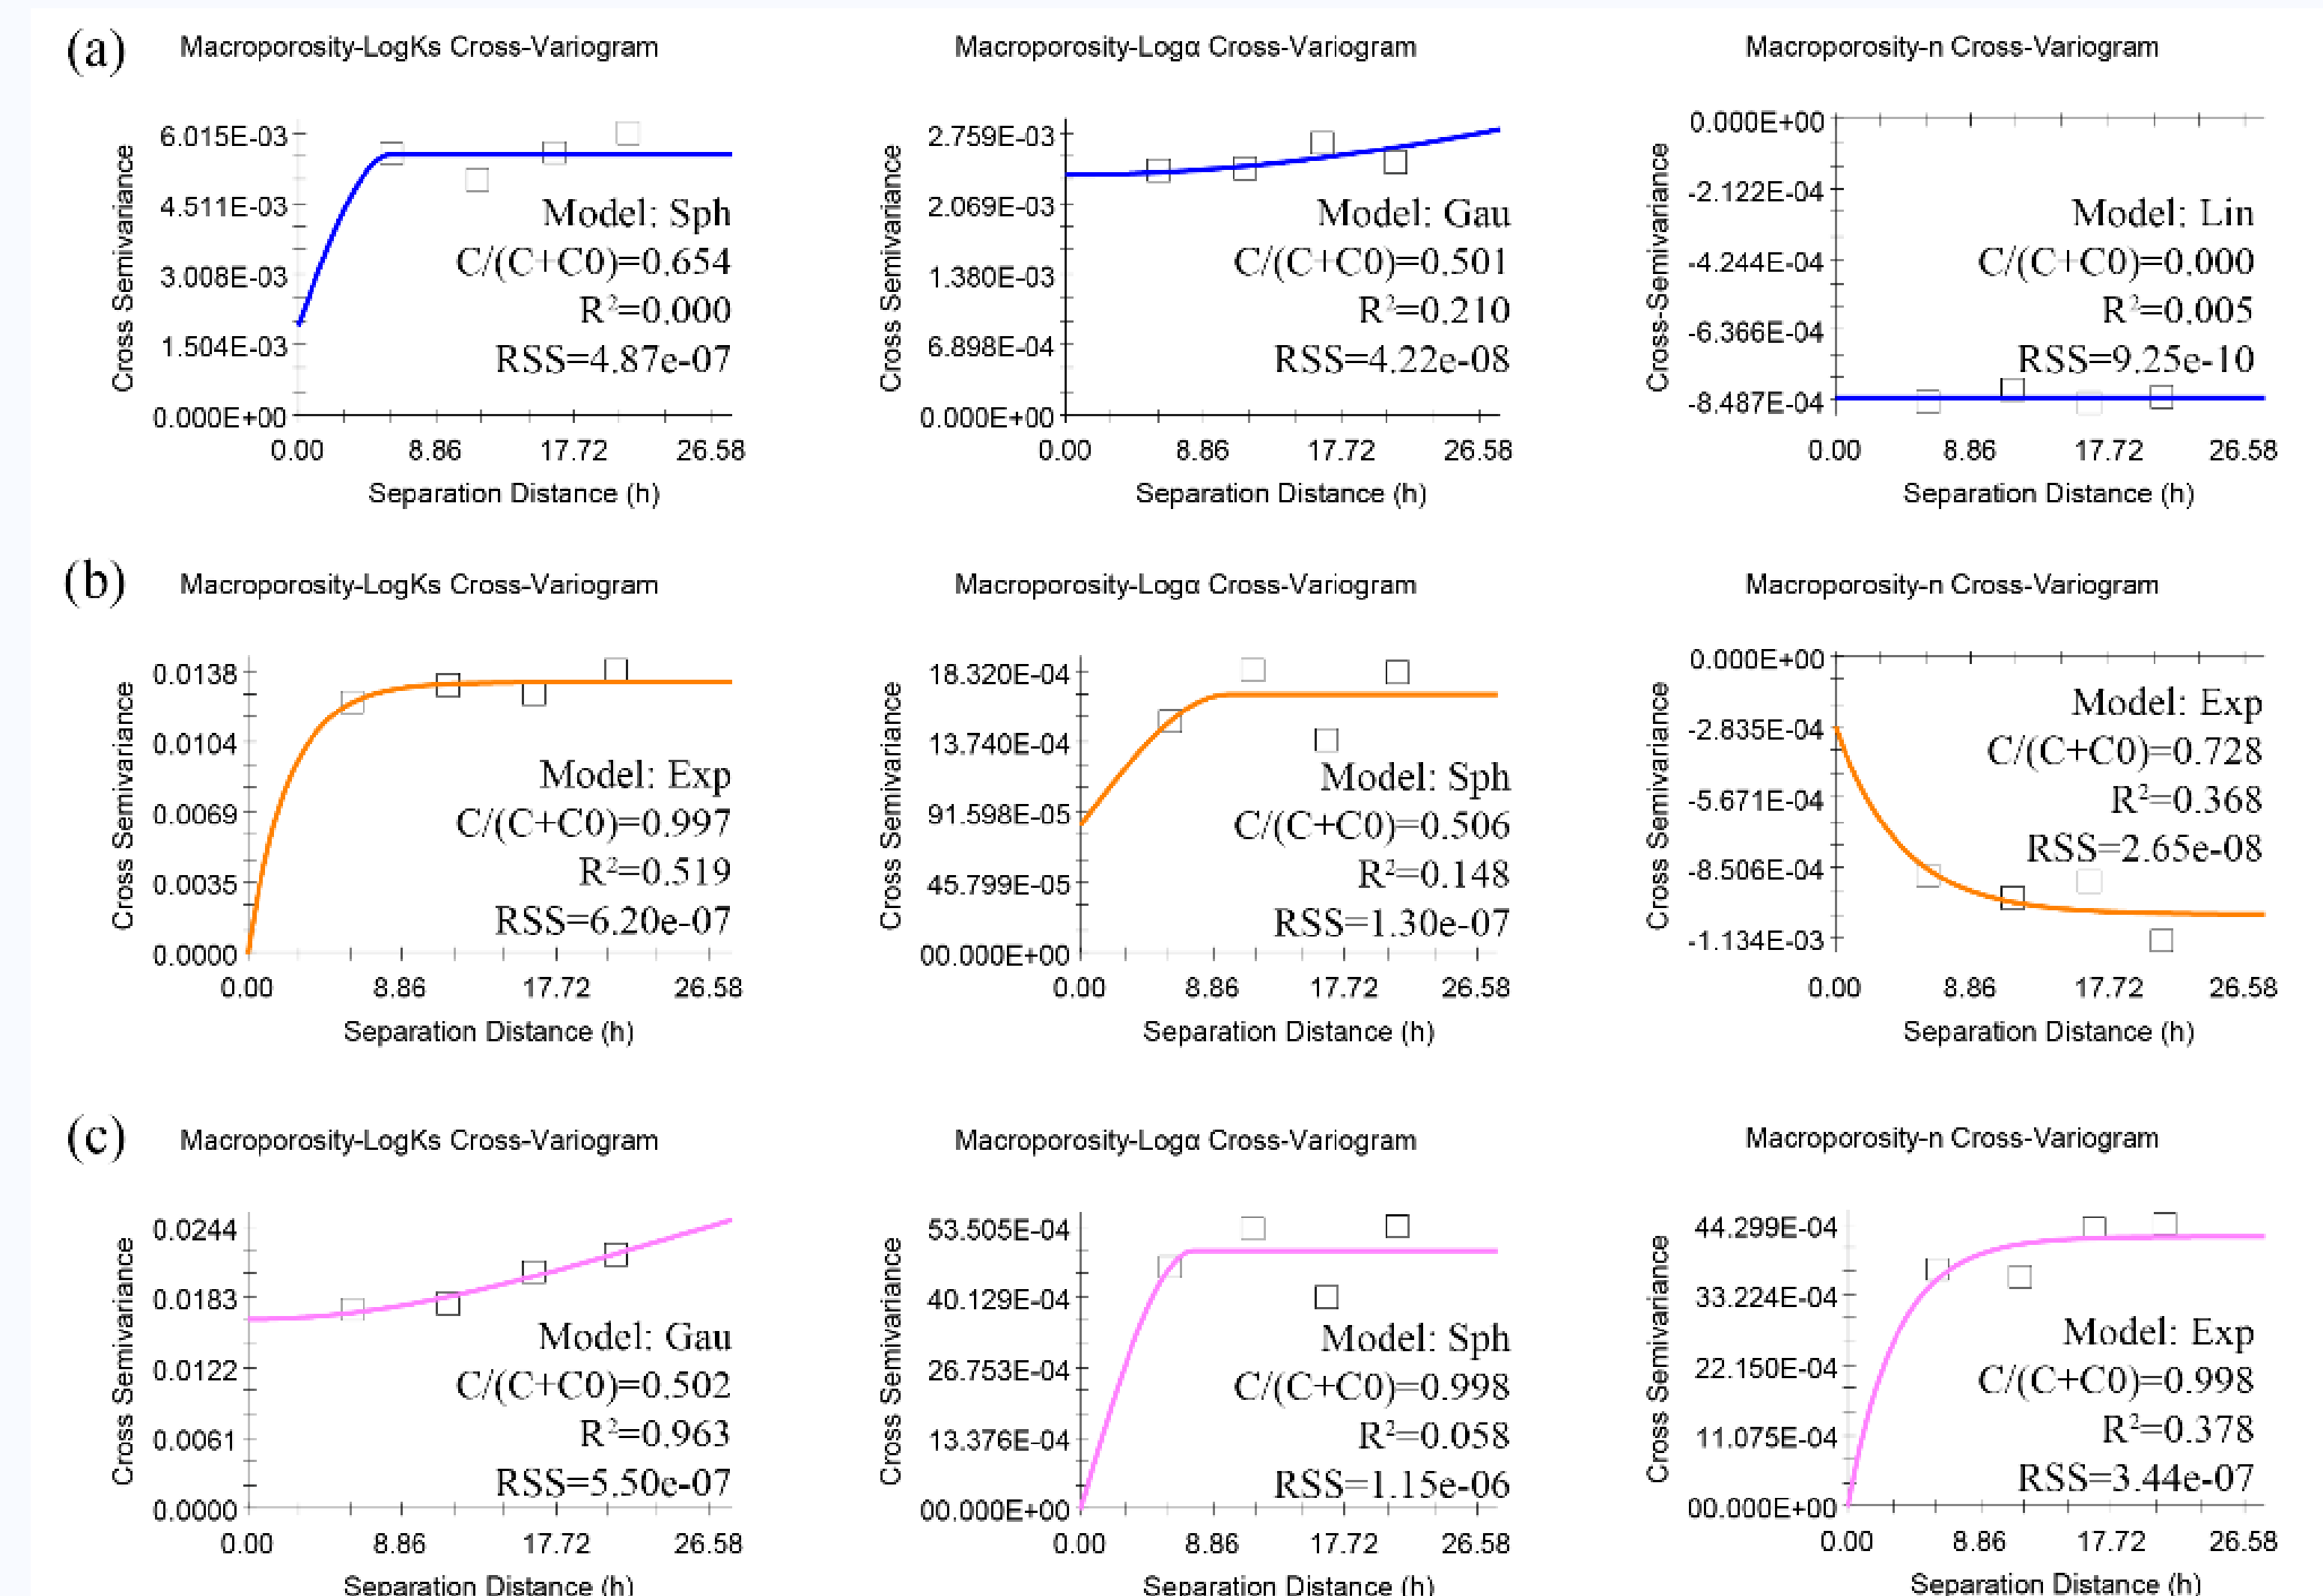 (a)
Macroporosity-LogKs Cross-Variogram
Cross Semivariance
6.015E-03
4.511E-03
3.008E-03
1.504E-03
0.000E+00
Model: Sph
C/(C+C0)=0.654
R²=0.000
RSS=4.87e-07
0.00 8.86 17.72 26.58
Separation Distance (h)
Macroporosity-Logα Cross-Variogram
Cross Semivariance
2.759E-03
2.069E-03
1.380E-03
6.898E-04
0.000E+00
Model: Gau
C/(C+C0)=0.501
R²=0.210
RSS=4.22e-08
0.00 8.86 17.72 26.58
Separation Distance (h)
Macroporosity-n Cross-Variogram
Cross-Semivariance
0.000E+00
-2.122E-04
-4.244E-04
-6.366E-04
-8.487E-04
Model: Lin
C/(C+C0)=0.000
R²=0.005
RSS=9.25e-10
0.00 8.86 17.72 26.58
Separation Distance (h)
(b)
Macroporosity-LogKs Cross-Variogram
Cross Semivariance
0.0138
0.0104
0.0069
0.0035
0.0000
Model: Exp
C/(C+C0)=0.997
R²=0.519
RSS=6.20e-07
0.00 8.86 17.72 26.58
Separation Distance (h)
Macroporosity-Logα Cross-Variogram
Cross Semivariance
18.320E-04
13.740E-04
91.598E-05
45.799E-05
00.000E+00
Model: Sph
C/(C+C0)=0.506
R²=0.148
RSS=1.30e-07
0.00 8.86 17.72 26.58
Separation Distance (h)
Macroporosity-n Cross-Variogram
Cross Semivariance
0.000E+00
-2.835E-04
-5.671E-04
-8.506E-04
-1.134E-03
Model: Exp
C/(C+C0)=0.728
R²=0.368
RSS=2.65e-08
0.00 8.86 17.72 26.58
Separation Distance (h)
(c)
Macroporosity-LogKs Cross-Variogram
Cross Semivariance
0.0244
0.0183
0.0122
0.0061
0.0000
Model: Gau
C/(C+C0)=0.502
R²=0.963
RSS=5.50e-07
0.00 8.86 17.72 26.58
Separation Distance (h)
Macroporosity-Logα Cross-Variogram
Cross Semivariance
53.505E-04
40.129E-04
26.753E-04
13.376E-04
00.000E+00
Model: Sph
C/(C+C0)=0.998
R²=0.058
RSS=1.15e-06
0.00 8.86 17.72 26.58
Separation Distance (h)
Macroporosity-n Cross-Variogram
Cross Semivariance
44.299E-04
33.224E-04
22.150E-04
11.075E-04
00.000E+00
Model: Exp
C/(C+C0)=0.998
R²=0.378
RSS=3.44e-07
0.00 8.86 17.72 26.58
Separation Distance (h)